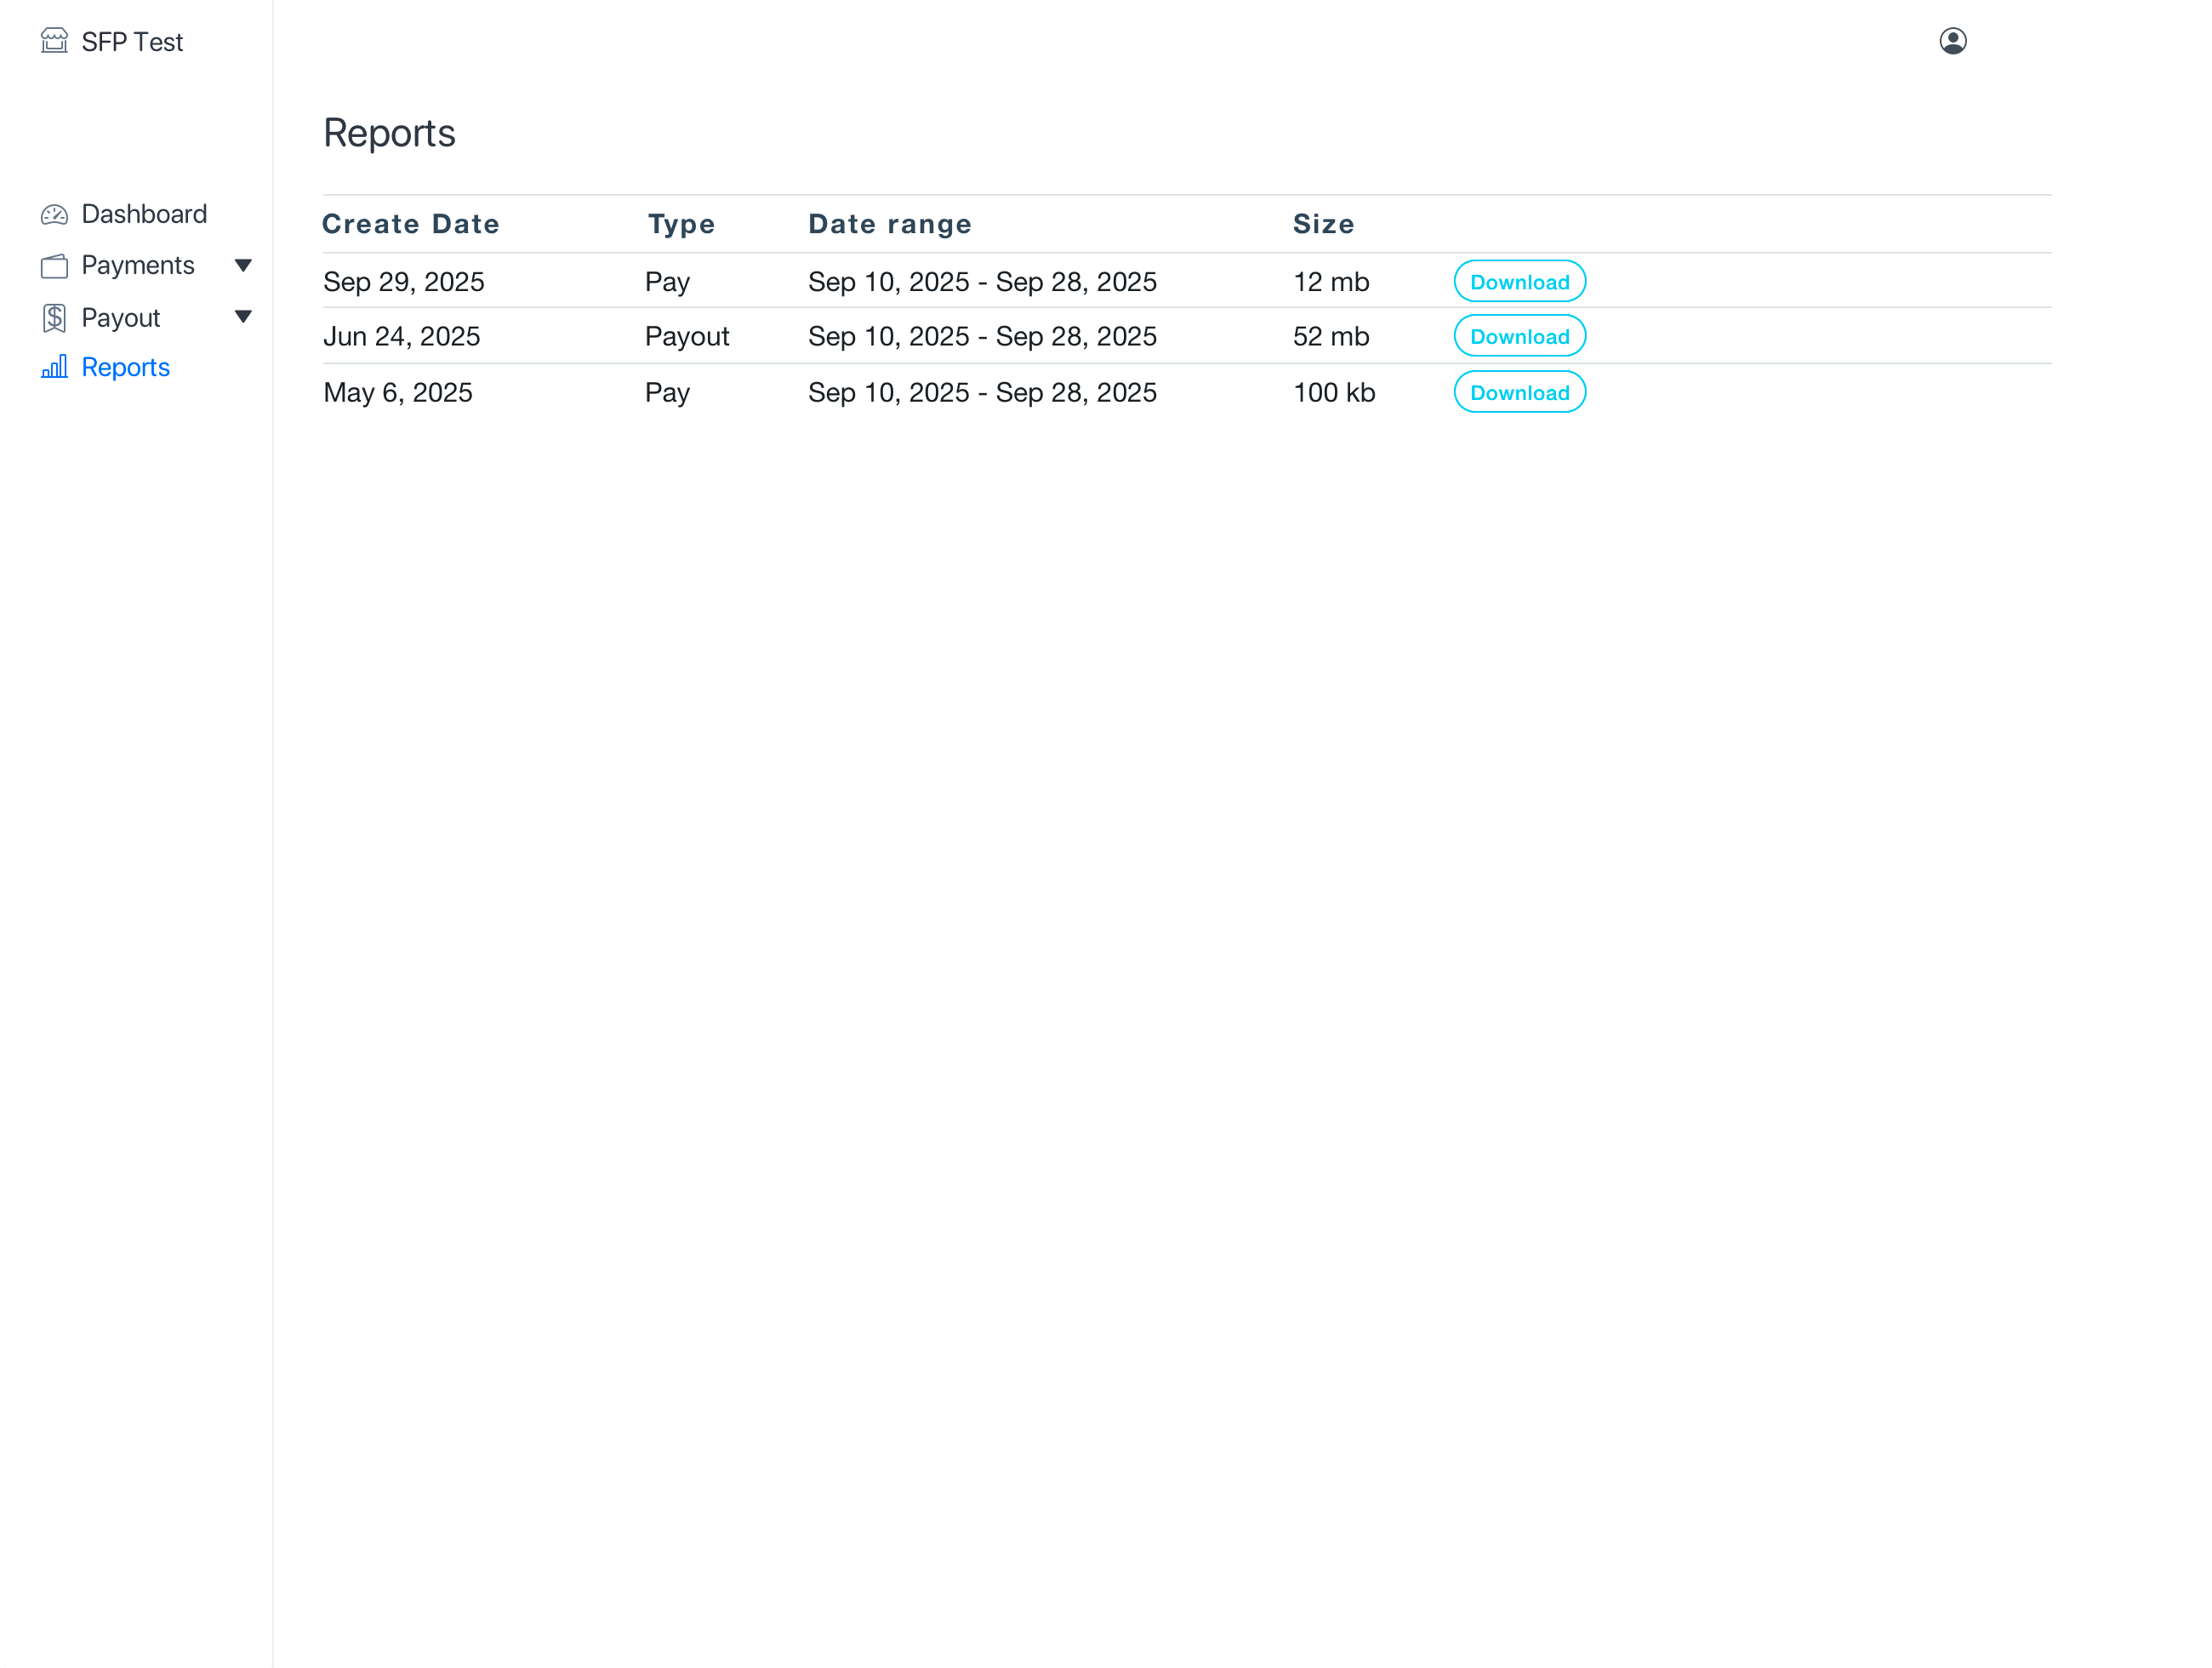 SFP Test
Dashboard
Payments
Payout
Reports
Reports
Create Date Type Date range Size
Sep 29, 2025 Pay Sep 10, 2025 - Sep 28, 2025 12 mb Download
Jun 24, 2025 Payout Sep 10, 2025 - Sep 28, 2025 52 mb Download
May 6, 2025 Pay Sep 10, 2025 - Sep 28, 2025 100 kb Download